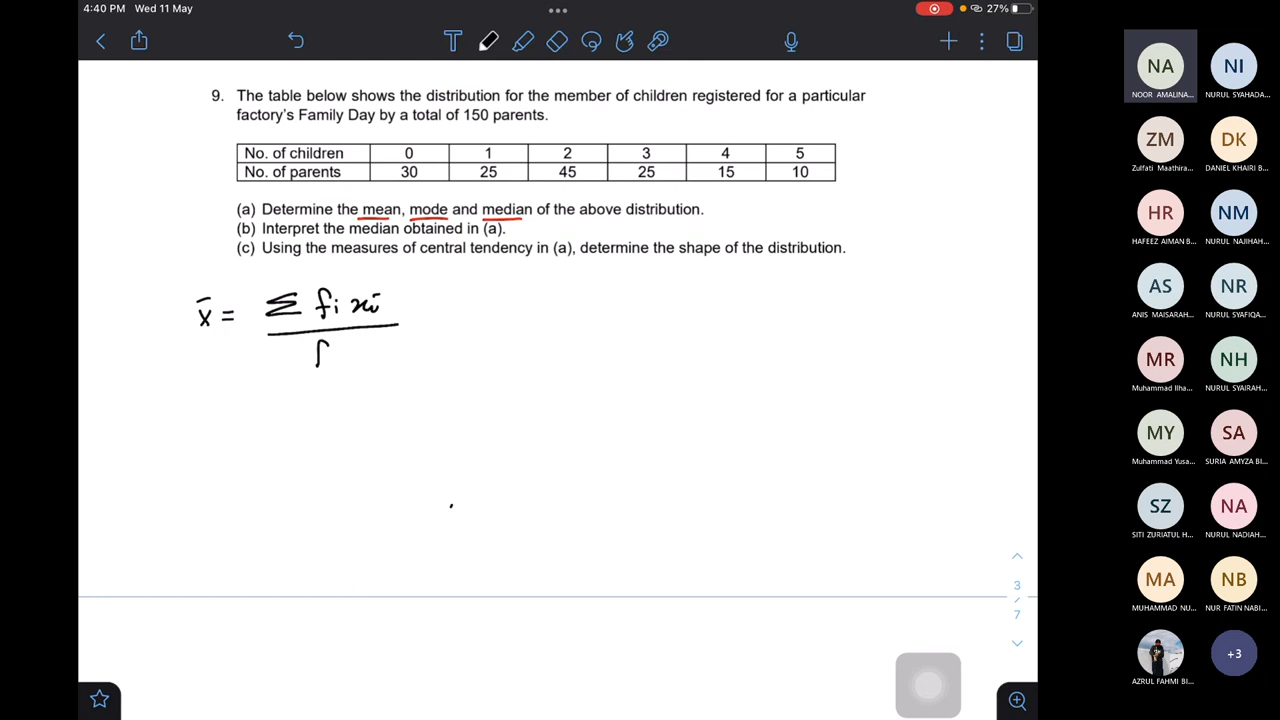 4:40 PM Wed 11 May
27%
NA NI
NOOR AMALINA... NURUL SYAHADA...
9. The table below shows the distribution for the member of children registered for a particular
factory's Family Day by a total of 150 parents.
No. of children 0 1 2 3 4 5
No. of parents 30 25 45 25 15 10
(a) Determine the mean, mode and median of the above distribution.
(b) Interpret the median obtained in (a).
(c) Using the measures of central tendency in (a), determine the shape of the distribution.
x̄ = Σ fi xi
ZM DK
Zulfati Maathira... DANIEL KHAIRI B...
HR NM
HAFEEZ AIMAN B... NURUL NAJIHAH...
AS NR
ANIS MAISARAH... NURUL SYAFIQA...
MR NH
Muhammad Ilha... NURUL SYAIRAH...
MY SA
Muhammad Yusa... SURIA AMYZA BI...
SZ NA
SITI ZURIATUL H... NURUL NADIAH...
MA NB
MUHAMMAD NU... NUR FATIN NABI...
+3
AZRUL FAHMI BI...
3
/
7